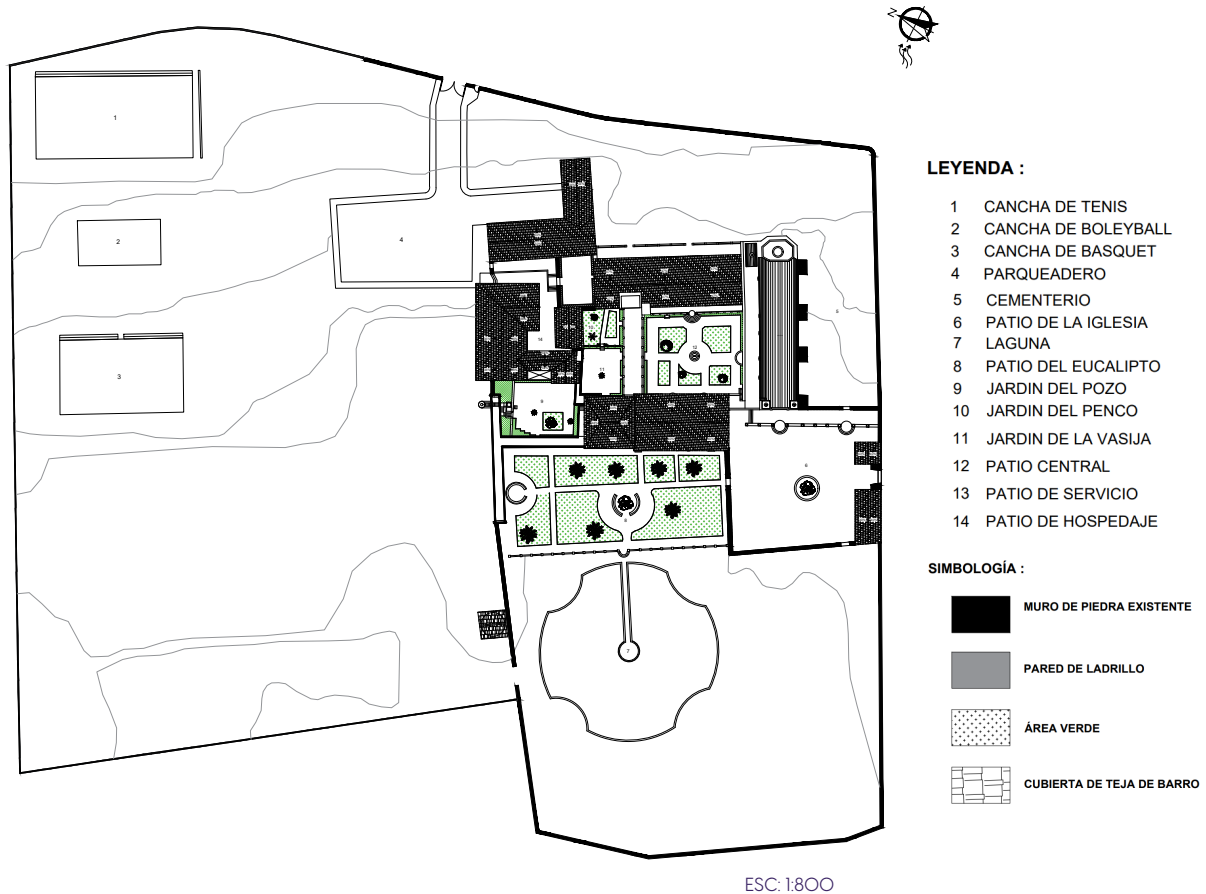 N
1
2
3
4
5
6
7
8
9
11
12
14
LEYENDA :
1 CANCHA DE TENIS
2 CANCHA DE BOLEYBALL
3 CANCHA DE BASQUET
4 PARQUEADERO
5 CEMENTERIO
6 PATIO DE LA IGLESIA
7 LAGUNA
8 PATIO DEL EUCALIPTO
9 JARDIN DEL POZO
10 JARDIN DEL PENCO
11 JARDIN DE LA VASIJA
12 PATIO CENTRAL
13 PATIO DE SERVICIO
14 PATIO DE HOSPEDAJE
SIMBOLOGÍA :
MURO DE PIEDRA EXISTENTE
PARED DE LADRILLO
ÁREA VERDE
CUBIERTA DE TEJA DE BARRO
ESC: 1:800